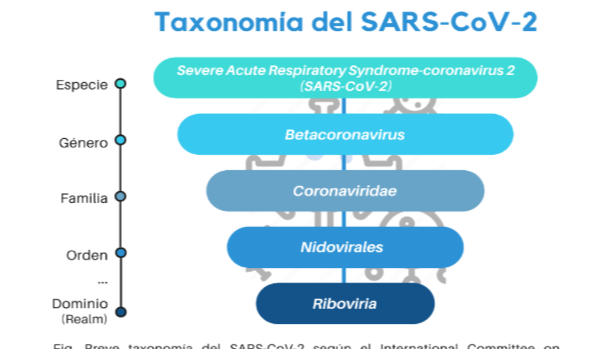 Taxonomía del SARS-CoV-2
Especie
Severe Acute Respiratory Syndrome-coronavirus 2
(SARS-CoV-2)
Género
Betacoronavirus
Familia
Coronaviridae
Orden
Nidovirales
...
Dominio
(Realm)
Riboviria
Fig. Breve taxonomía del SARS-CoV-2 según el International Committee on